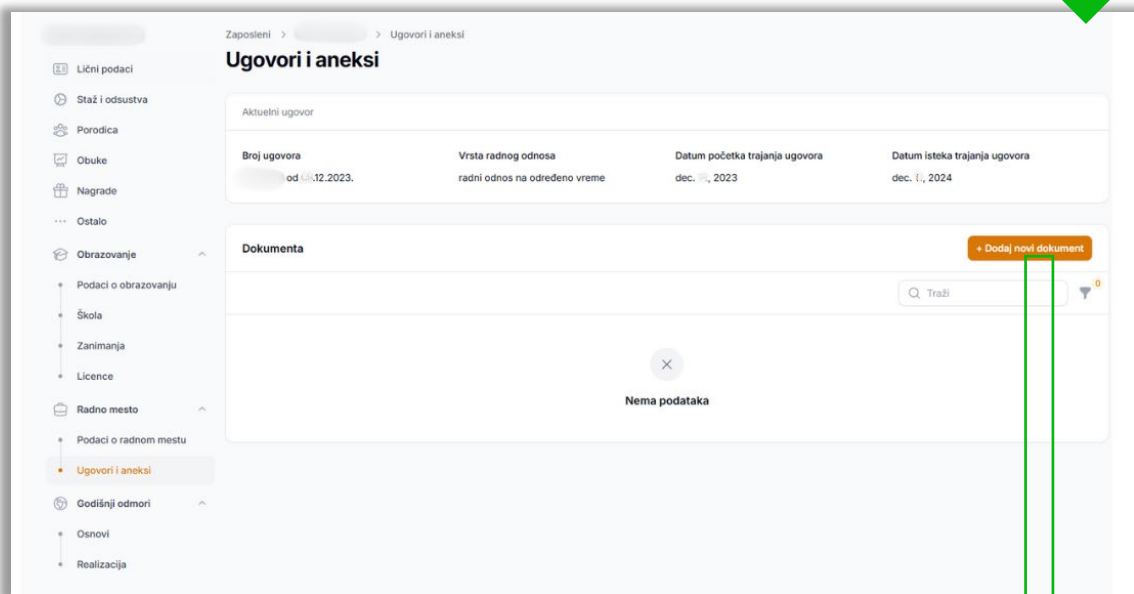 Zaposleni > > Ugovori i aneksi
Ugovori i aneksi
Lični podaci
Staž i odsustva
Porodica
Obuke
Nagrade
Ostalo
Obrazovanje
Podaci o obrazovanju
Škola
Zanimanja
Licence
Radno mesto
Podaci o radnom mestu
Ugovori i aneksi
Godišnji odmori
Osnovi
Realizacija
Aktuelni ugovor
Broj ugovora
od .12.2023.
Vrsta radnog odnosa
radni odnos na određeno vreme
Datum početka trajanja ugovora
dec. , 2023
Datum isteka trajanja ugovora
dec. , 2024
Dokumenta
+ Dodaj novi dokument
Traži
0
Nema podataka